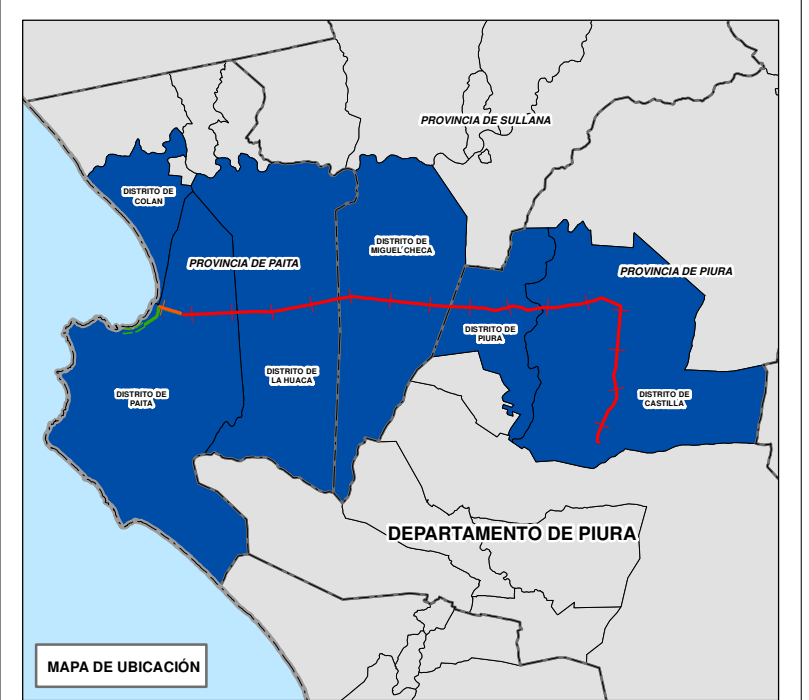 PROVINCIA DE SULLANA
DISTRITO DE
COLAN
DISTRITO DE
MIGUEL CHECA
PROVINCIA DE PAITA
PROVINCIA DE PIURA
DISTRITO DE
PIURA
DISTRITO DE
LA HUACA
DISTRITO DE
PAITA
DISTRITO DE
CASTILLA
DEPARTAMENTO DE PIURA
MAPA DE UBICACIÓN